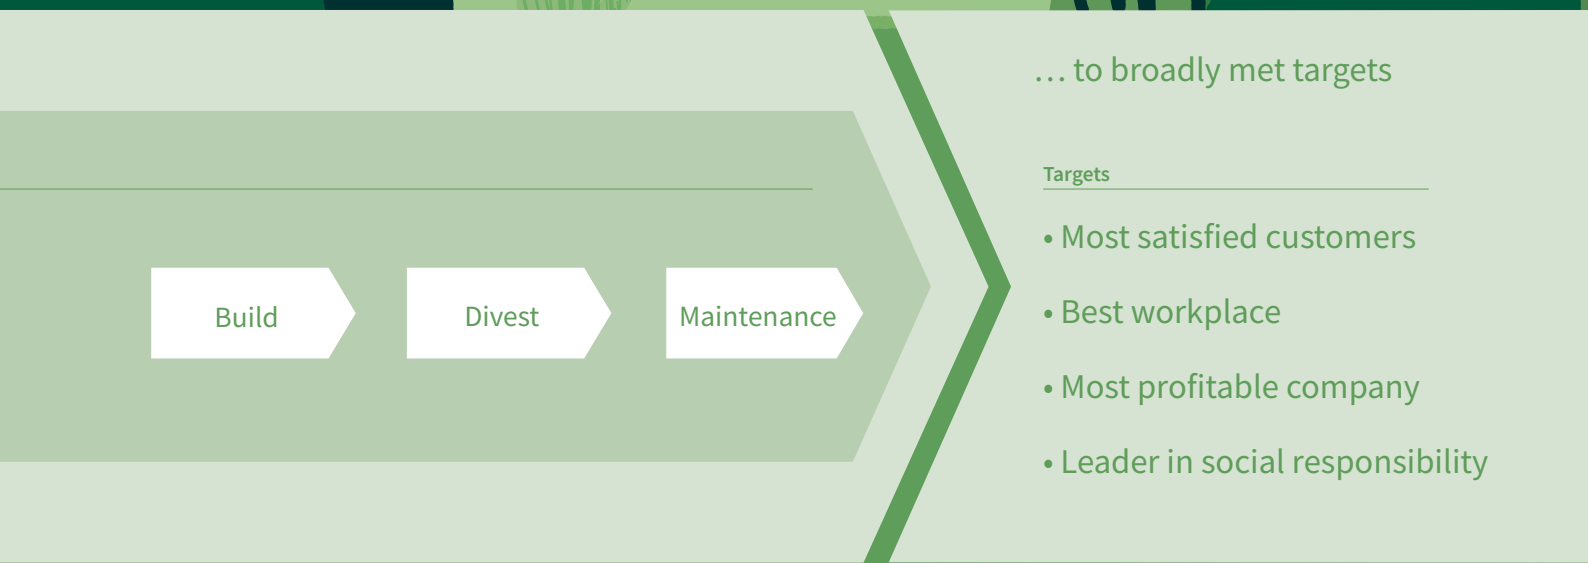 … to broadly met targets
Targets
Build
Divest
Maintenance
• Most satisfied customers
• Best workplace
• Most profitable company
• Leader in social responsibility